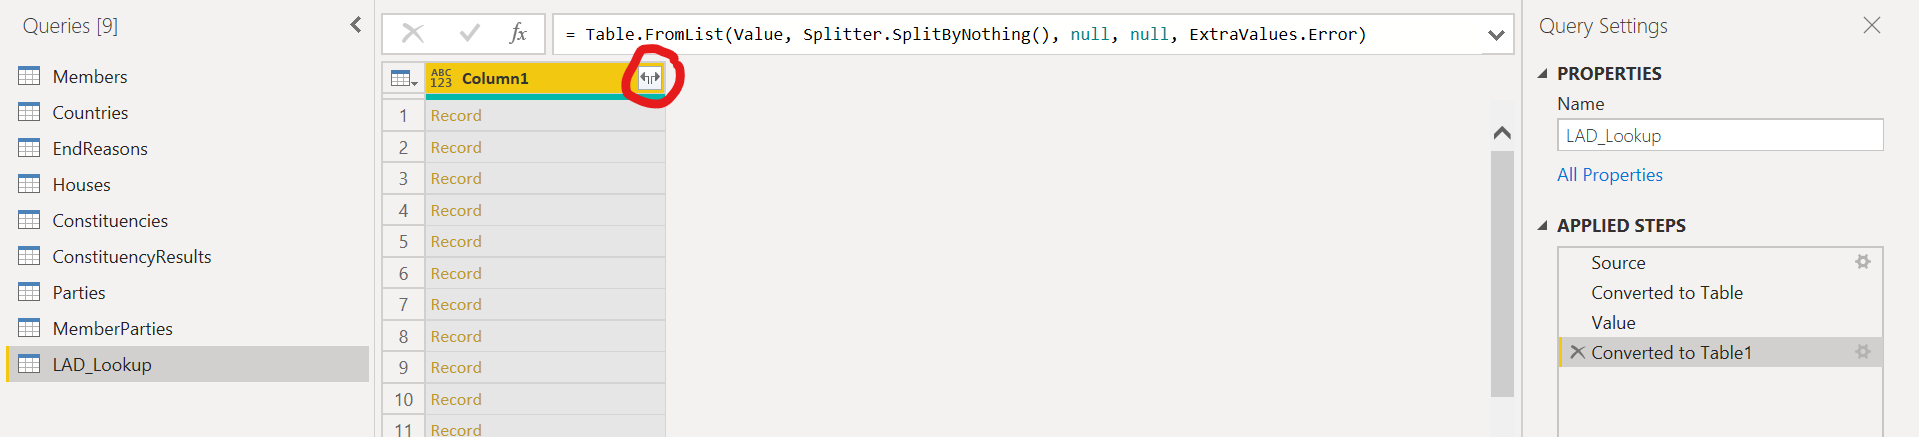 Queries [9]
Members
Countries
EndReasons
Houses
Constituencies
ConstituencyResults
Parties
MemberParties
LAD_Lookup
fx
= Table.FromList(Value, Splitter.SplitByNothing(), null, null, ExtraValues.Error)
ABC
123
Column1
1 Record
2 Record
3 Record
4 Record
5 Record
6 Record
7 Record
8 Record
9 Record
10 Record
11 Record
Query Settings
PROPERTIES
Name
LAD_Lookup
All Properties
APPLIED STEPS
Source
Converted to Table
Value
Converted to Table1